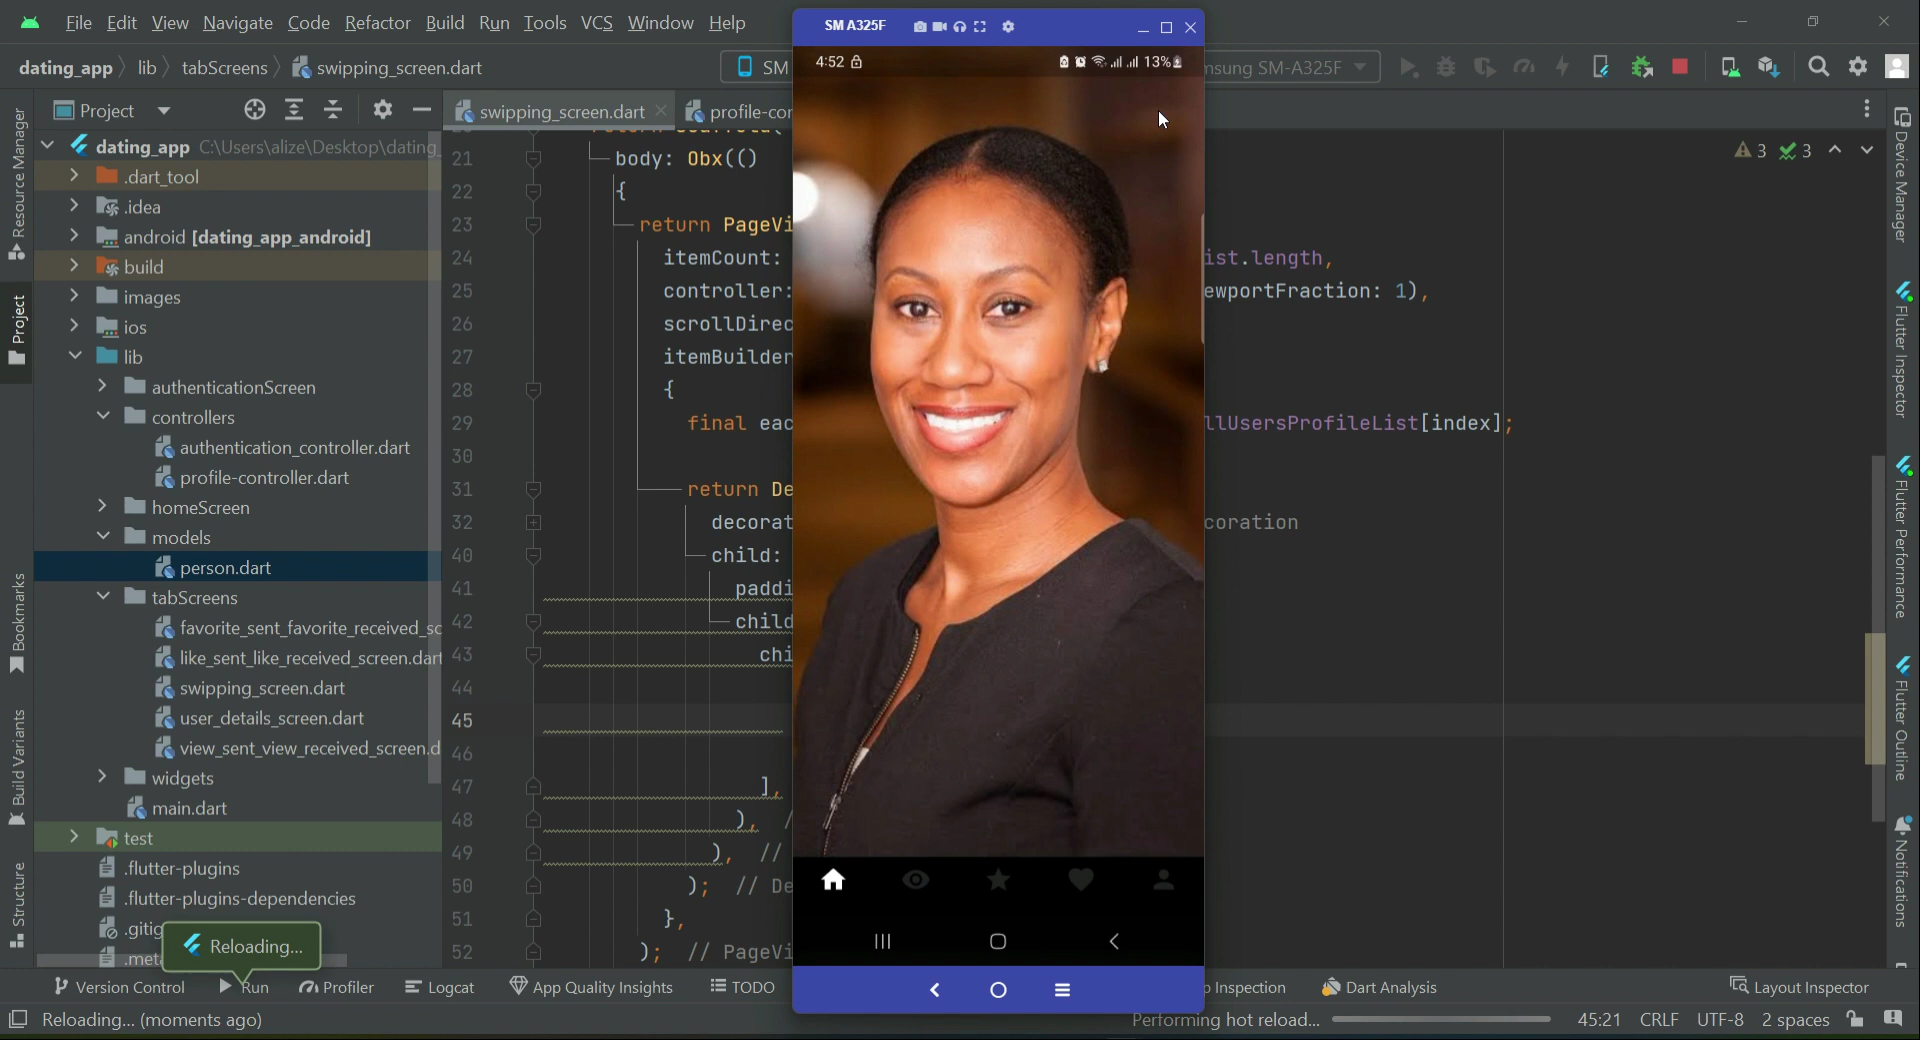 File Edit View Navigate Code Refactor Build Run Tools VCS Window Help
SM A325F
dating_app lib tabScreens swipping_screen.dart
SM
msung SM-A325F
4:52
13%
Project
swipping_screen.dart
profile-cor
Resource Manager
Project
Bookmarks
Build Variants
Structure
dating_app C:\Users\alize\Desktop\dating_
.dart_tool
.idea
android [dating_app_android]
build
images
ios
lib
authenticationScreen
controllers
authentication_controller.dart
profile-controller.dart
homeScreen
models
person.dart
tabScreens
favorite_sent_favorite_received_sc
like_sent_like_received_screen.dart
swipping_screen.dart
user_details_screen.dart
view_sent_view_received_screen.d
widgets
main.dart
test
.flutter-plugins
.flutter-plugins-dependencies
.gitig
.meta
Reloading...
21 body: Obx(()
22 {
23 return PageVi
24 itemCount: ist.length,
25 controller: ewportFraction: 1),
26 scrollDirec
27 itemBuilder
28 {
29 final eac llUsersProfileList[index];
30
31 return De
32 decorat coration
40 child:
41 paddi
42 child
43 chi
44
45
46
47 ],
48 ), /
49 ), //
50 ); // De
51 },
52 ); // PageVi
3 3
Device Manager
Flutter Inspector
Flutter Performance
Flutter Outline
Notifications
Version Control Run Profiler Logcat App Quality Insights TODO p Inspection Dart Analysis Layout Inspector
Reloading... (moments ago)
Performing hot reload...
45:21 CRLF UTF-8 2 spaces